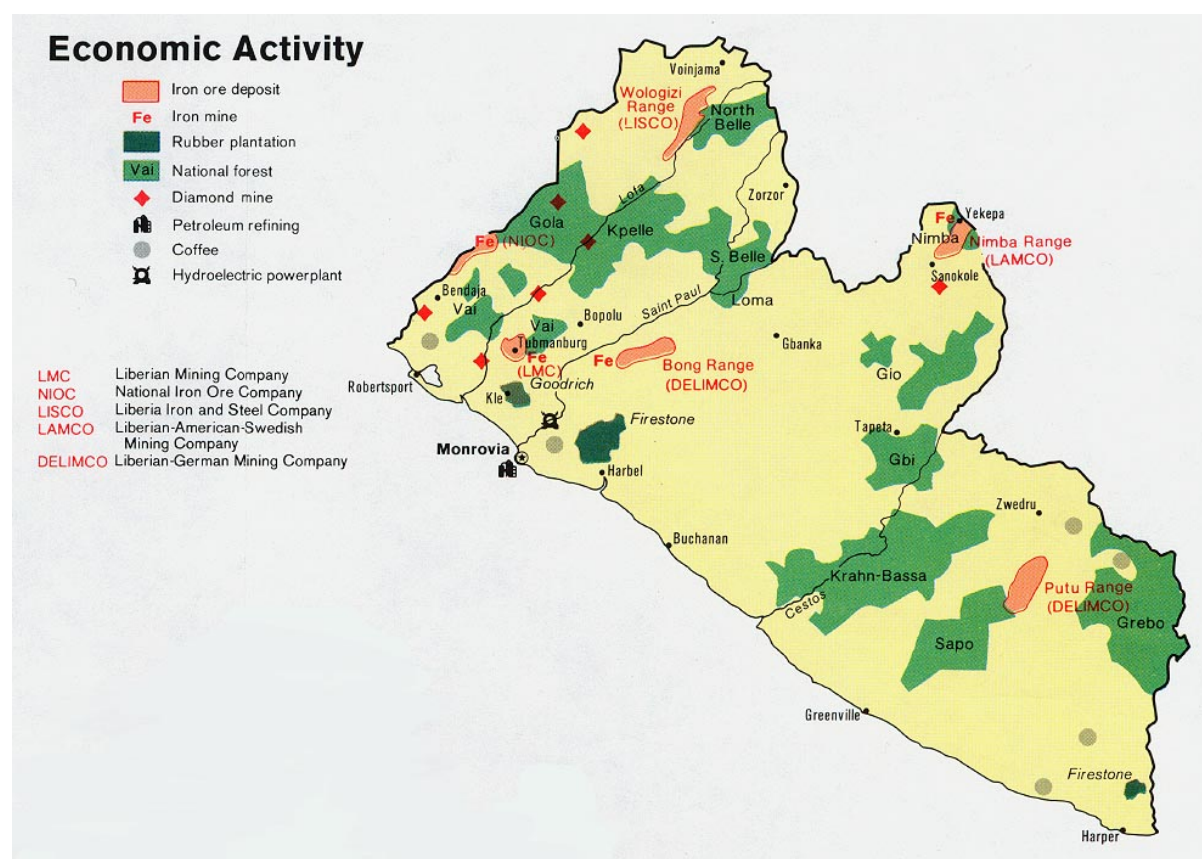 Economic Activity
Iron ore deposit
Fe Iron mine
Rubber plantation
Vai National forest
Diamond mine
Petroleum refining
Coffee
Hydroelectric powerplant
LMC Liberian Mining Company
NIOC National Iron Ore Company
LISCO Liberia Iron and Steel Company
LAMCO Liberian-American-Swedish
Mining Company
DELIMCO Liberian-German Mining Company
Voinjama
Wologizi
Range
(LISCO)
North
Belle
Zorzor
Lofa
Gola
Kpelle
Fe (NIOC)
S. Belle
Loma
Fe
Yekepa
Nimba
Nimba Range
(LAMCO)
Sanokole
Bendaja
Vai
Saint Paul
Bopolu
Vai
Tubmanburg
Fe
(LMC)
Fe
Bong Range
(DELIMCO)
Gbanka
Gio
Robertsport
Goodrich
Kle
Firestone
Monrovia
Harbel
Tapeta
Gbi
Buchanan
Zwedru
Krahn-Bassa
Cestos
Putu Range
(DELIMCO)
Grebo
Sapo
Greenville
Firestone
Harper